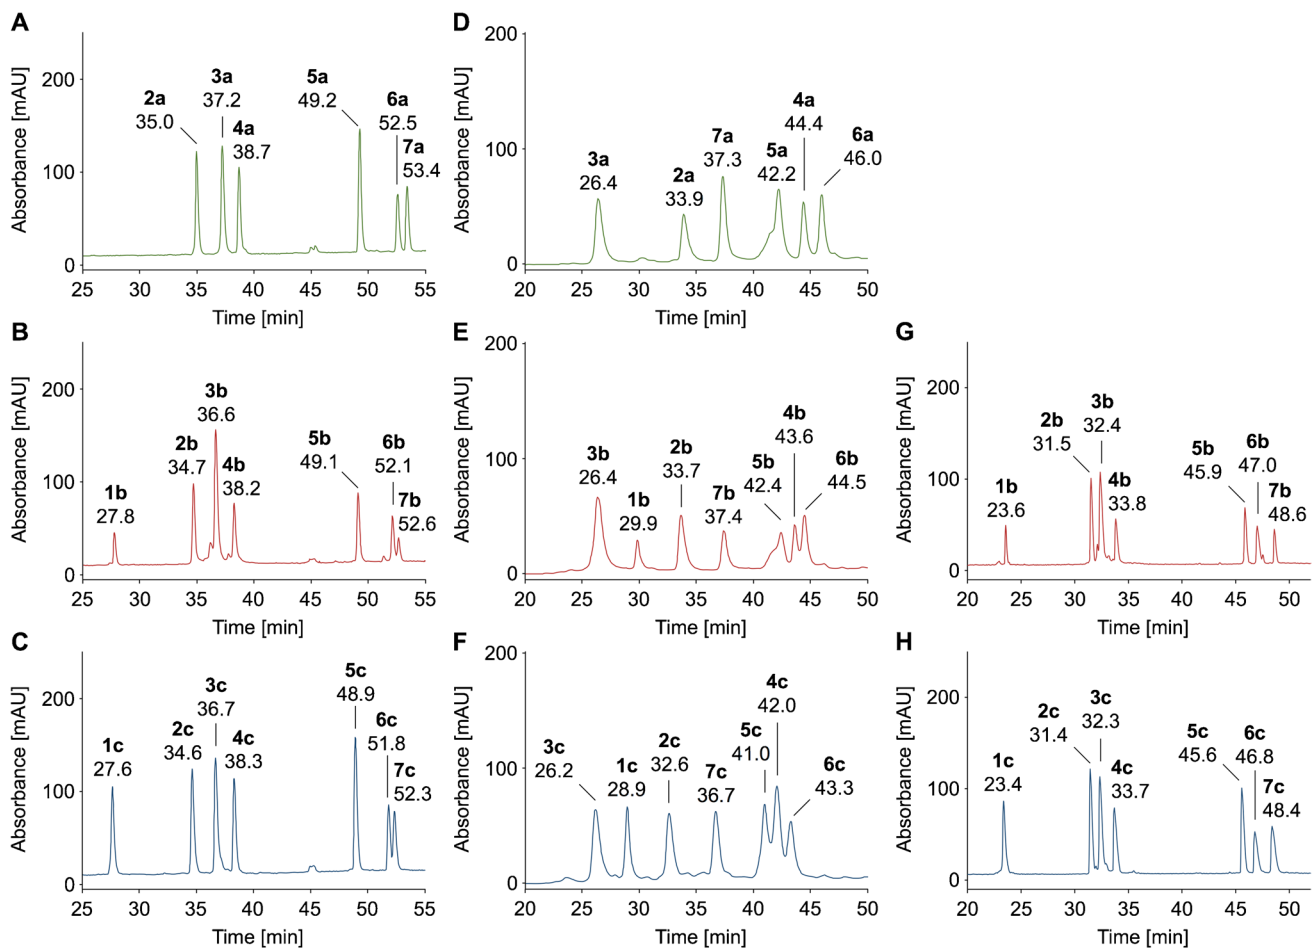 A
Absorbance [mAU]
200
100
0
2a
35.0
3a
37.2
4a
38.7
5a
49.2
6a
52.5
7a
53.4
25 30 35 40 45 50 55
Time [min]
D
Absorbance [mAU]
200
100
0
3a
26.4
2a
33.9
7a
37.3
5a
42.2
4a
44.4
6a
46.0
20 25 30 35 40 45 50
Time [min]
B
Absorbance [mAU]
200
100
0
1b
27.8
2b
34.7
3b
36.6
4b
38.2
5b
49.1
6b
52.1
7b
52.6
25 30 35 40 45 50 55
Time [min]
E
Absorbance [mAU]
200
100
0
3b
26.4
1b
29.9
2b
33.7
7b
37.4
5b
42.4
4b
43.6
6b
44.5
20 25 30 35 40 45 50
Time [min]
G
Absorbance [mAU]
200
100
0
1b
23.6
2b
31.5
3b
32.4
4b
33.8
5b
45.9
6b
47.0
7b
48.6
20 25 30 35 40 45 50
Time [min]
C
Absorbance [mAU]
200
100
0
1c
27.6
2c
34.6
3c
36.7
4c
38.3
5c
48.9
6c
51.8
7c
52.3
25 30 35 40 45 50 55
Time [min]
F
Absorbance [mAU]
200
100
0
3c
26.2
1c
28.9
2c
32.6
7c
36.7
5c
41.0
4c
42.0
6c
43.3
20 25 30 35 40 45 50
Time [min]
H
Absorbance [mAU]
200
100
0
1c
23.4
2c
31.4
3c
32.3
4c
33.7
5c
45.6
6c
46.8
7c
48.4
20 25 30 35 40 45 50
Time [min]